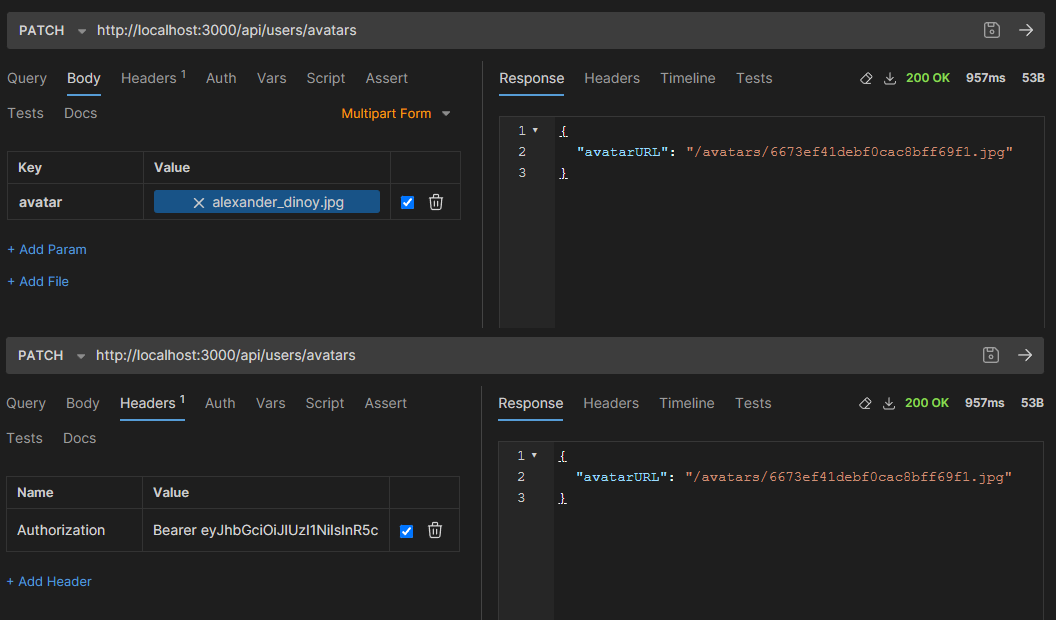 PATCH http://localhost:3000/api/users/avatars
Query Body Headers 1 Auth Vars Script Assert
Tests Docs Multipart Form
Key Value
avatar alexander_dinoy.jpg
+ Add Param
+ Add File
Response Headers Timeline Tests 200 OK 957ms 53B
1 {
2 "avatarURL": "/avatars/6673ef41debf0cac8bff69f1.jpg"
3 }
PATCH http://localhost:3000/api/users/avatars
Query Body Headers 1 Auth Vars Script Assert
Tests Docs
Name Value
Authorization Bearer eyJhbGciOiJIUzI1NiIsInR5c
+ Add Header
Response Headers Timeline Tests 200 OK 957ms 53B
1 {
2 "avatarURL": "/avatars/6673ef41debf0cac8bff69f1.jpg"
3 }